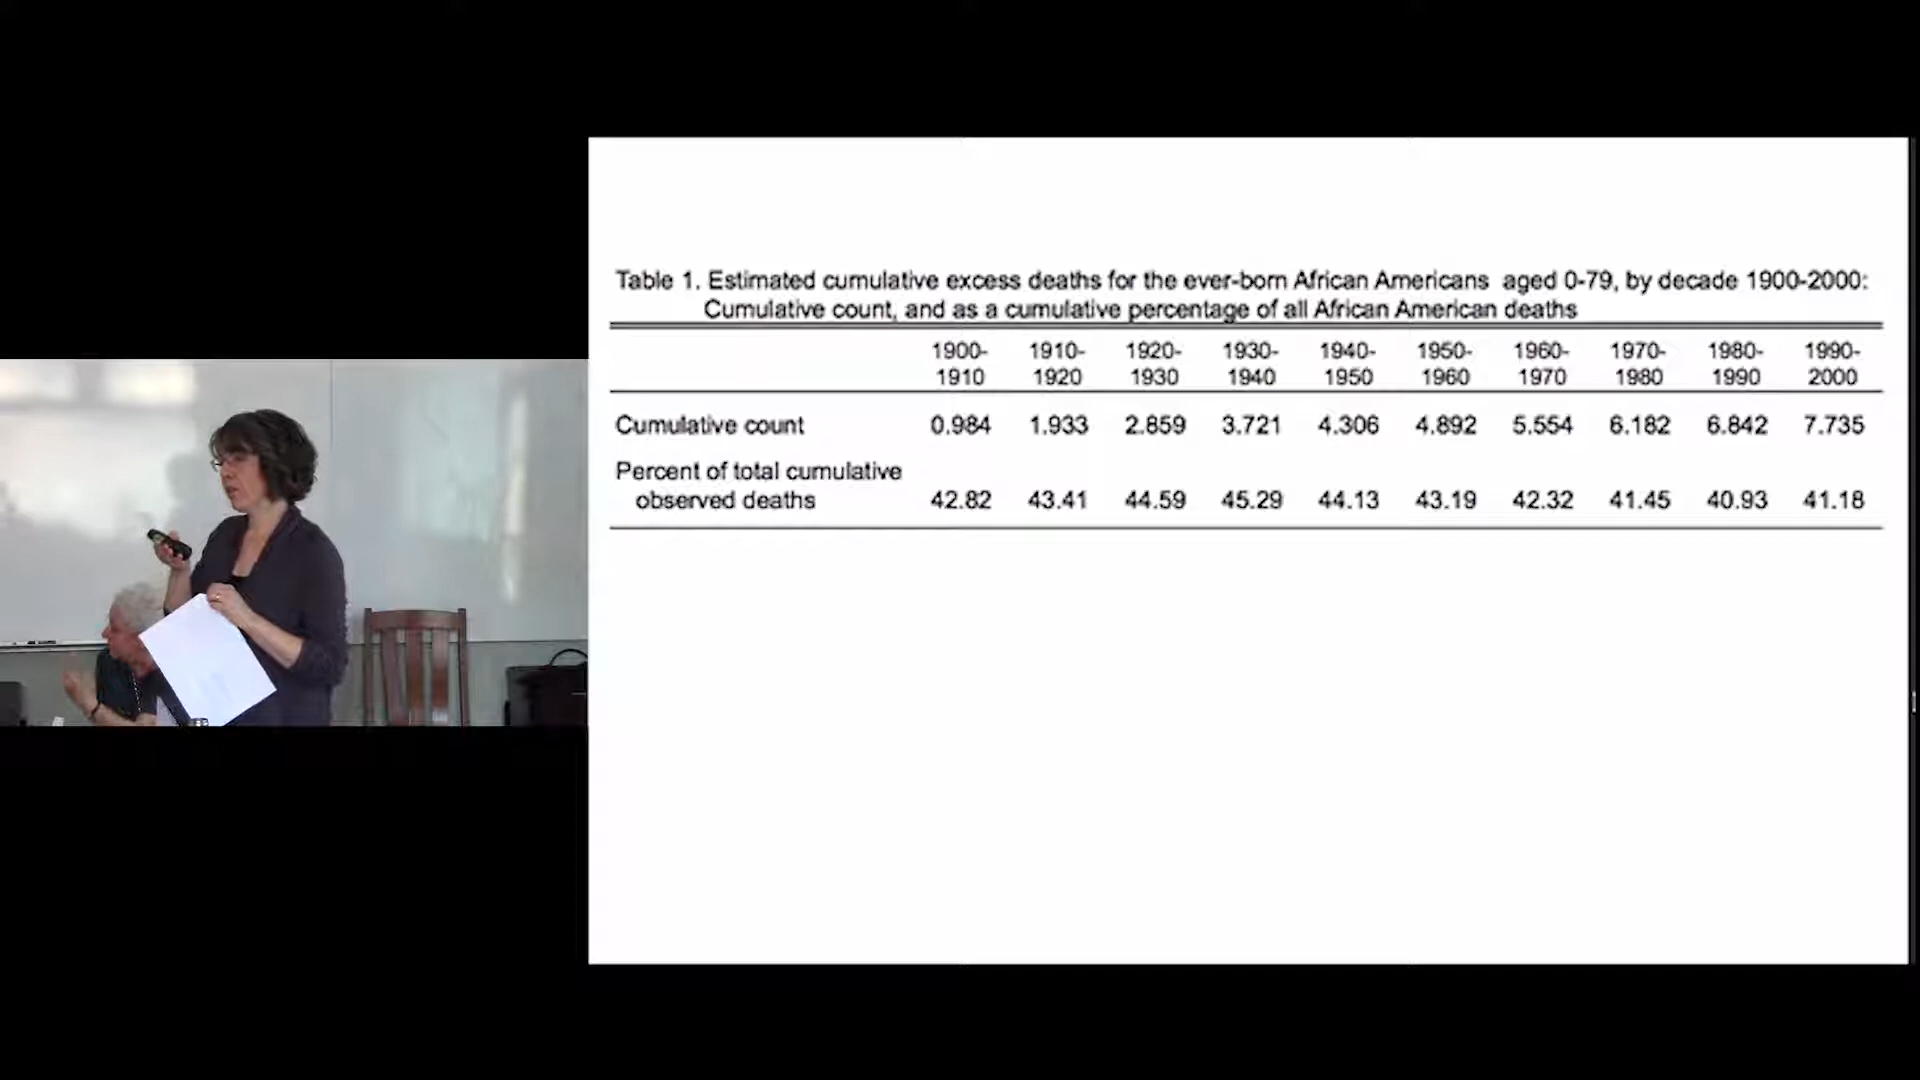 Table 1. Estimated cumulative excess deaths for the ever-born African Americans aged 0-79, by decade 1900-2000:
Cumulative count, and as a cumulative percentage of all African American deaths
1900- 1910- 1920- 1930- 1940- 1950- 1960- 1970- 1980- 1990-
1910 1920 1930 1940 1950 1960 1970 1980 1990 2000
Cumulative count 0.984 1.933 2.859 3.721 4.306 4.892 5.554 6.182 6.842 7.735
Percent of total cumulative
observed deaths 42.82 43.41 44.59 45.29 44.13 43.19 42.32 41.45 40.93 41.18